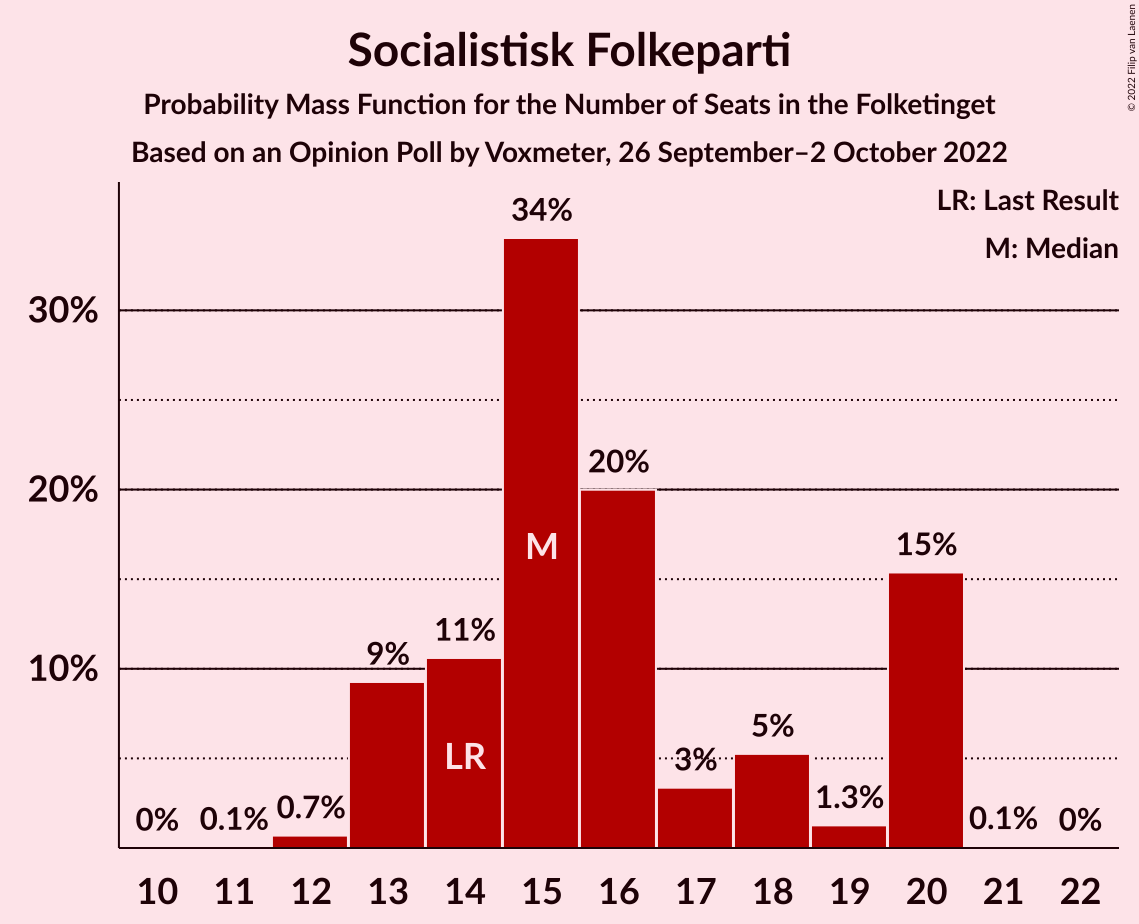 Socialistisk Folkeparti
Probability Mass Function for the Number of Seats in the Folketinget
Based on an Opinion Poll by Voxmeter, 26 September–2 October 2022
© 2022 Filip van Laenen
LR: Last Result
M: Median
34%
30%
20%
20%
M
15%
11%
9%
10%
LR
5%
3%
1.3%
0.7%
0%
0.1%
0.1%
0%
10 11 12 13 14 15 16 17 18 19 20 21 22